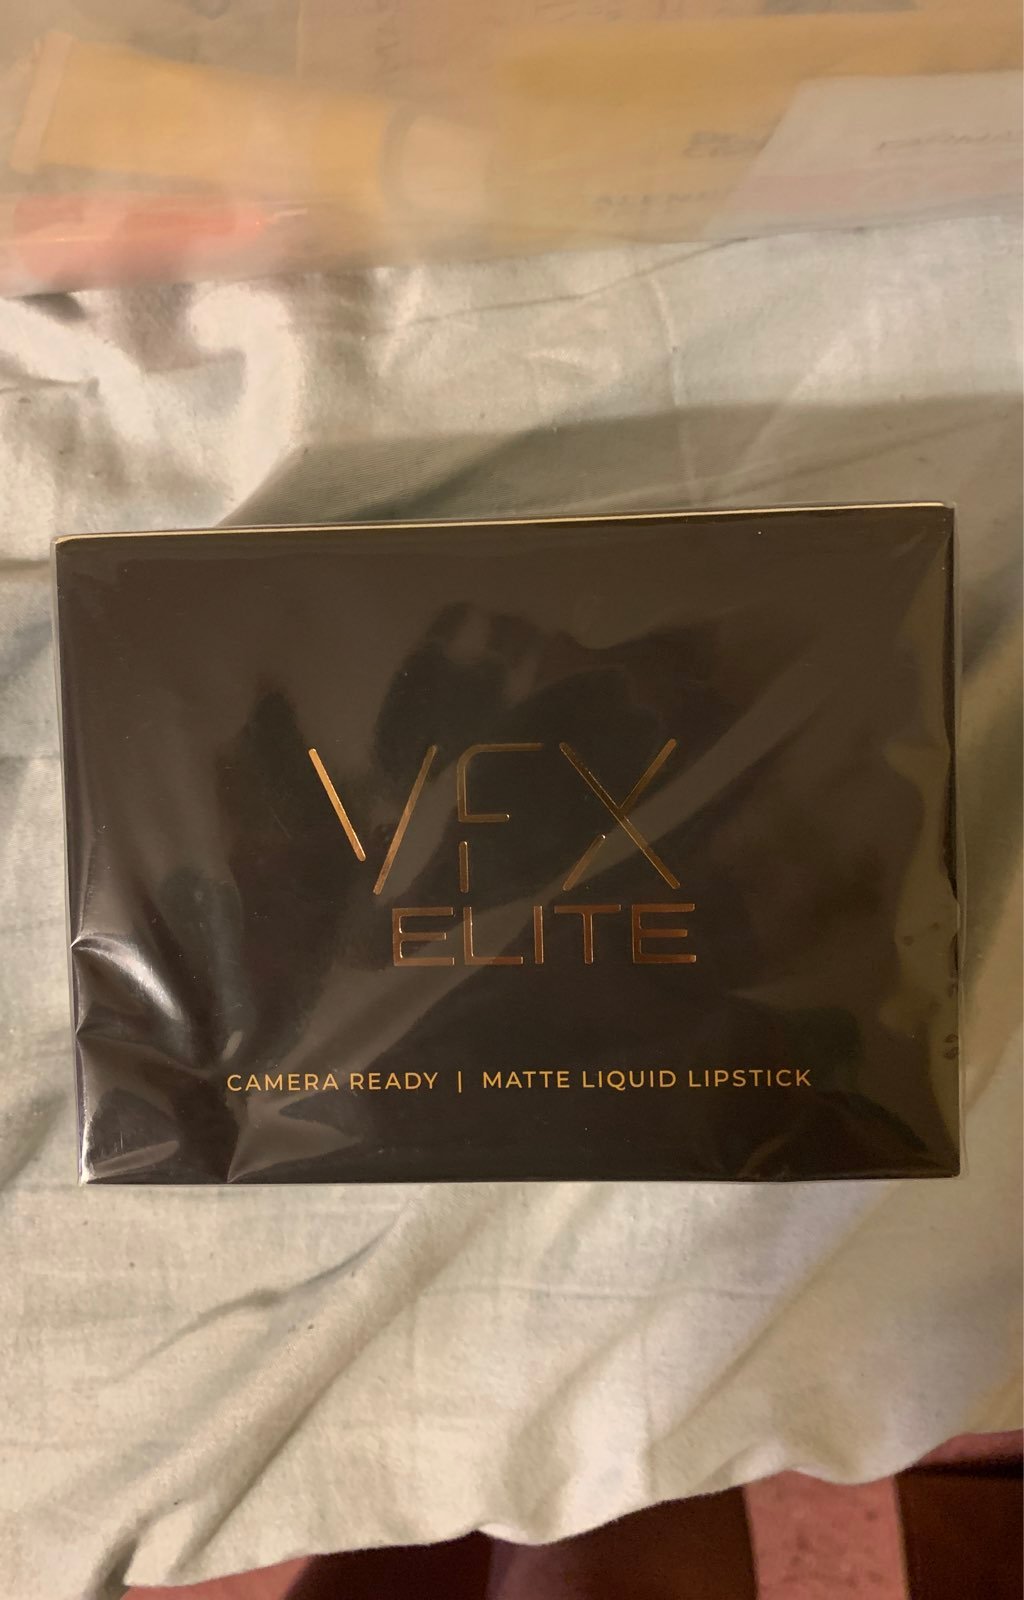 VFX
ELITE
CAMERA READY | MATTE LIQUID LIPSTICK